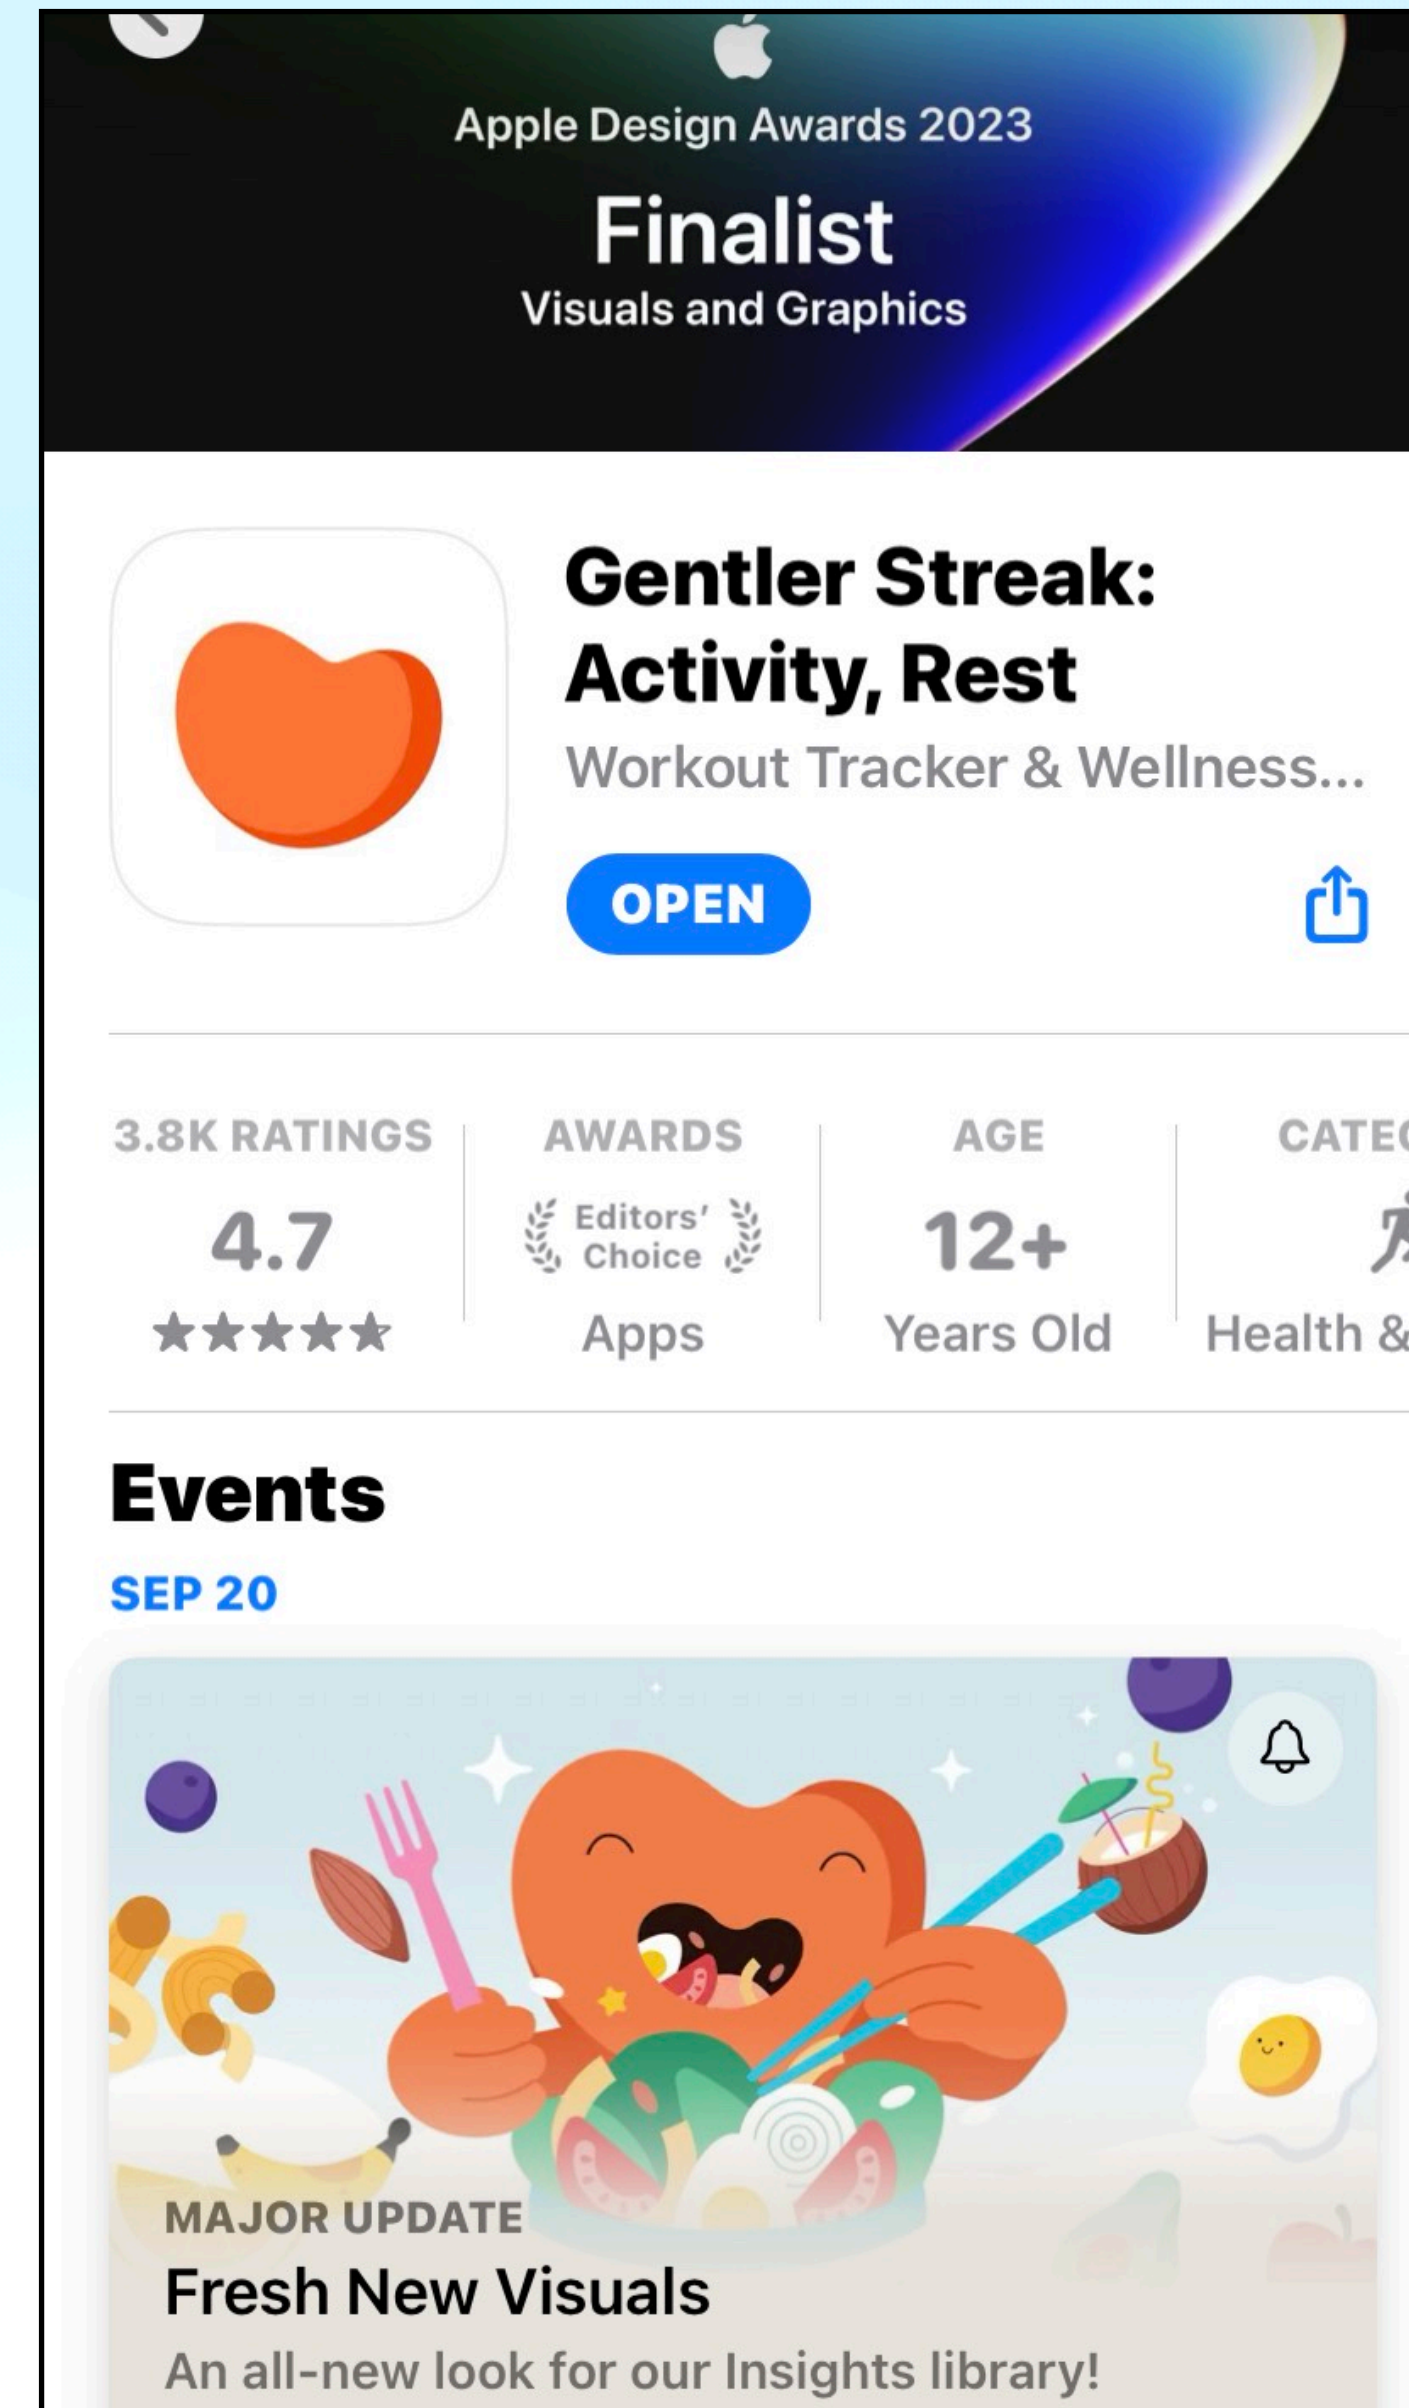 Apple Design Awards 2023
Finalist
Visuals and Graphics
Gentler Streak:
Activity, Rest
Workout Tracker & Wellness...
OPEN
3.8K RATINGS
4.7
AWARDS
Editors’
Choice
Apps
AGE
12+
Years Old
CATEG
Health &
Events
SEP 20
MAJOR UPDATE
Fresh New Visuals
An all-new look for our Insights library!